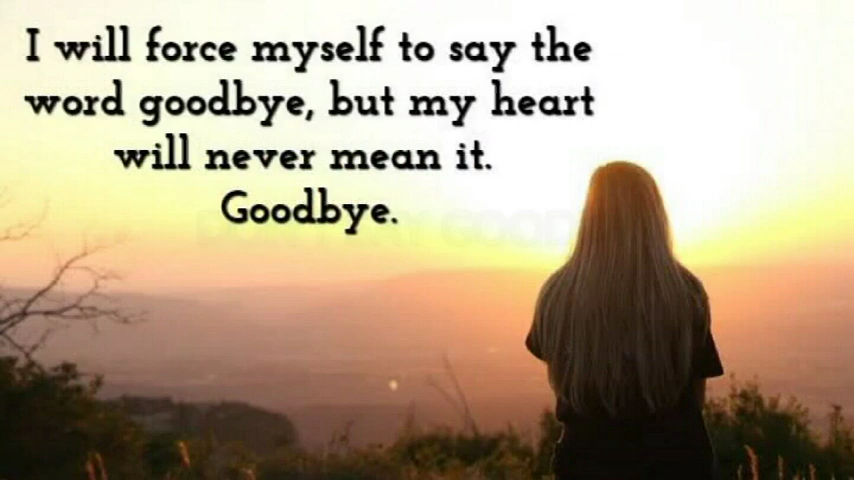 I will force myself to say the
word goodbye, but my heart
will never mean it.
Goodbye.